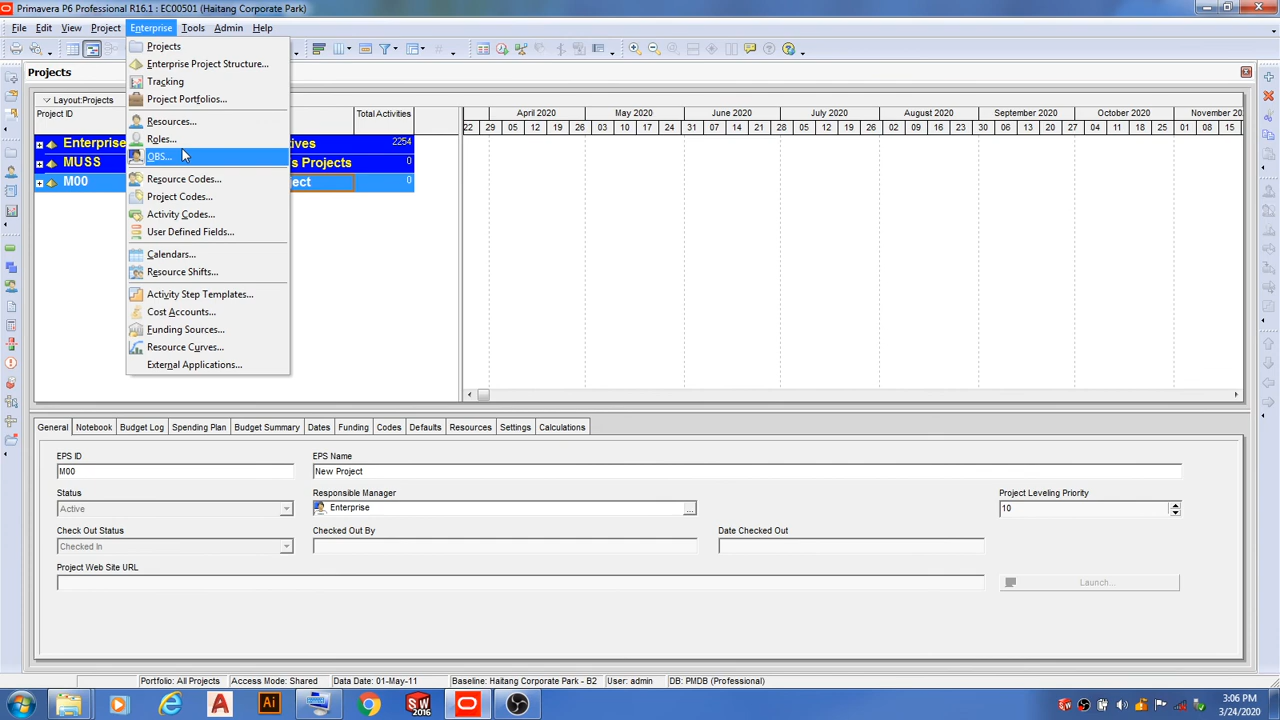 Primavera P6 Professional R16.1 : EC00501 (Haitang Corporate Park)
File Edit View Project Enterprise Tools Admin Help
Projects
Enterprise Project Structure...
Tracking
Project Portfolios...
Resources...
Roles...
OBS...
Resource Codes...
Project Codes...
Activity Codes...
User Defined Fields...
Calendars...
Resource Shifts...
Activity Step Templates...
Cost Accounts...
Funding Sources...
Resource Curves...
External Applications...
Projects
Layout:Projects
Project ID Total Activities
Enterprise tives 2254
MUSS s Projects 0
M00 ject 0
April 2020 May 2020 June 2020 July 2020 August 2020 September 2020 October 2020 November 20
22 29 05 12 19 26 03 10 17 24 31 07 14 21 28 05 12 19 26 02 09 16 23 30 06 13 20 27 04 11 18 25 01 08 15
General Notebook Budget Log Spending Plan Budget Summary Dates Funding Codes Defaults Resources Settings Calculations
EPS ID EPS Name
M00 New Project
Status Responsible Manager Project Leveling Priority
Active Enterprise ... 10
Check Out Status Checked Out By Date Checked Out
Checked In
Project Web Site URL
Launch...
Portfolio: All Projects Access Mode: Shared Data Date: 01-May-11 Baseline: Haitang Corporate Park - B2 User: admin DB: PMDB (Professional)
A Ai SW 2016
3:06 PM
3/24/2020